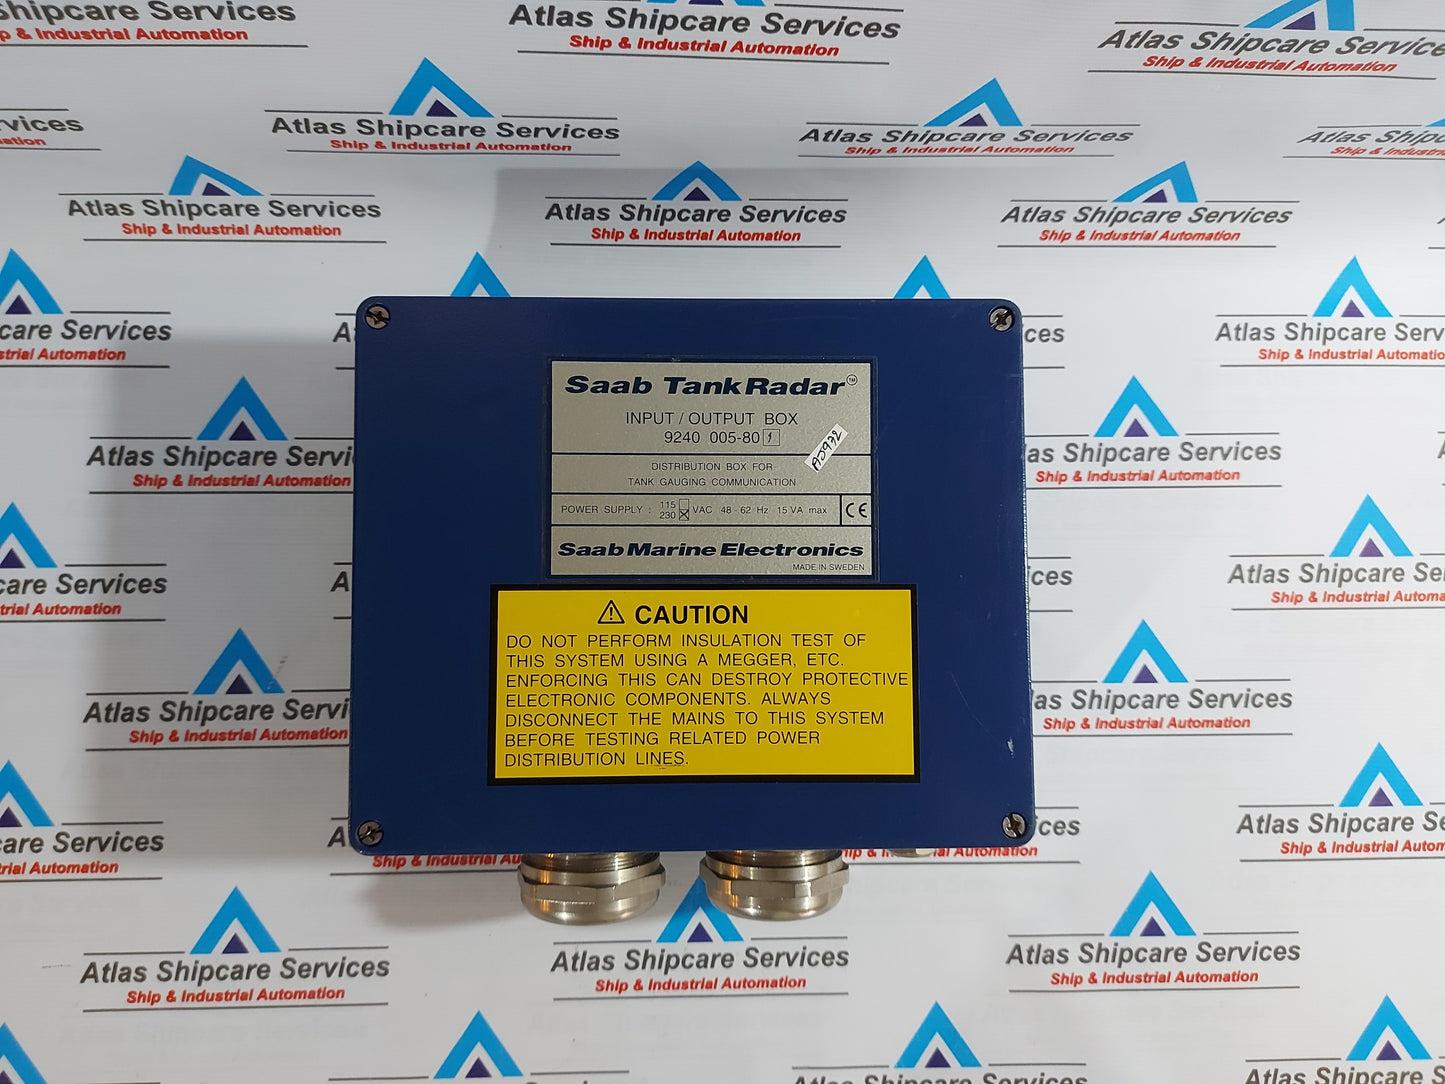 Saab TankRadar™
INPUT / OUTPUT BOX
9240 005-80 1
DISTRIBUTION BOX FOR
TANK GAUGING COMMUNICATION
POWER SUPPLY : 115 230 VAC 48 - 62 Hz 15 VA max CE
Saab Marine Electronics
MADE IN SWEDEN
⚠ CAUTION
DO NOT PERFORM INSULATION TEST OF
THIS SYSTEM USING A MEGGER, ETC.
ENFORCING THIS CAN DESTROY PROTECTIVE
ELECTRONIC COMPONENTS. ALWAYS
DISCONNECT THE MAINS TO THIS SYSTEM
BEFORE TESTING RELATED POWER
DISTRIBUTION LINES.
Atlas Shipcare Services
Ship & Industrial Automation